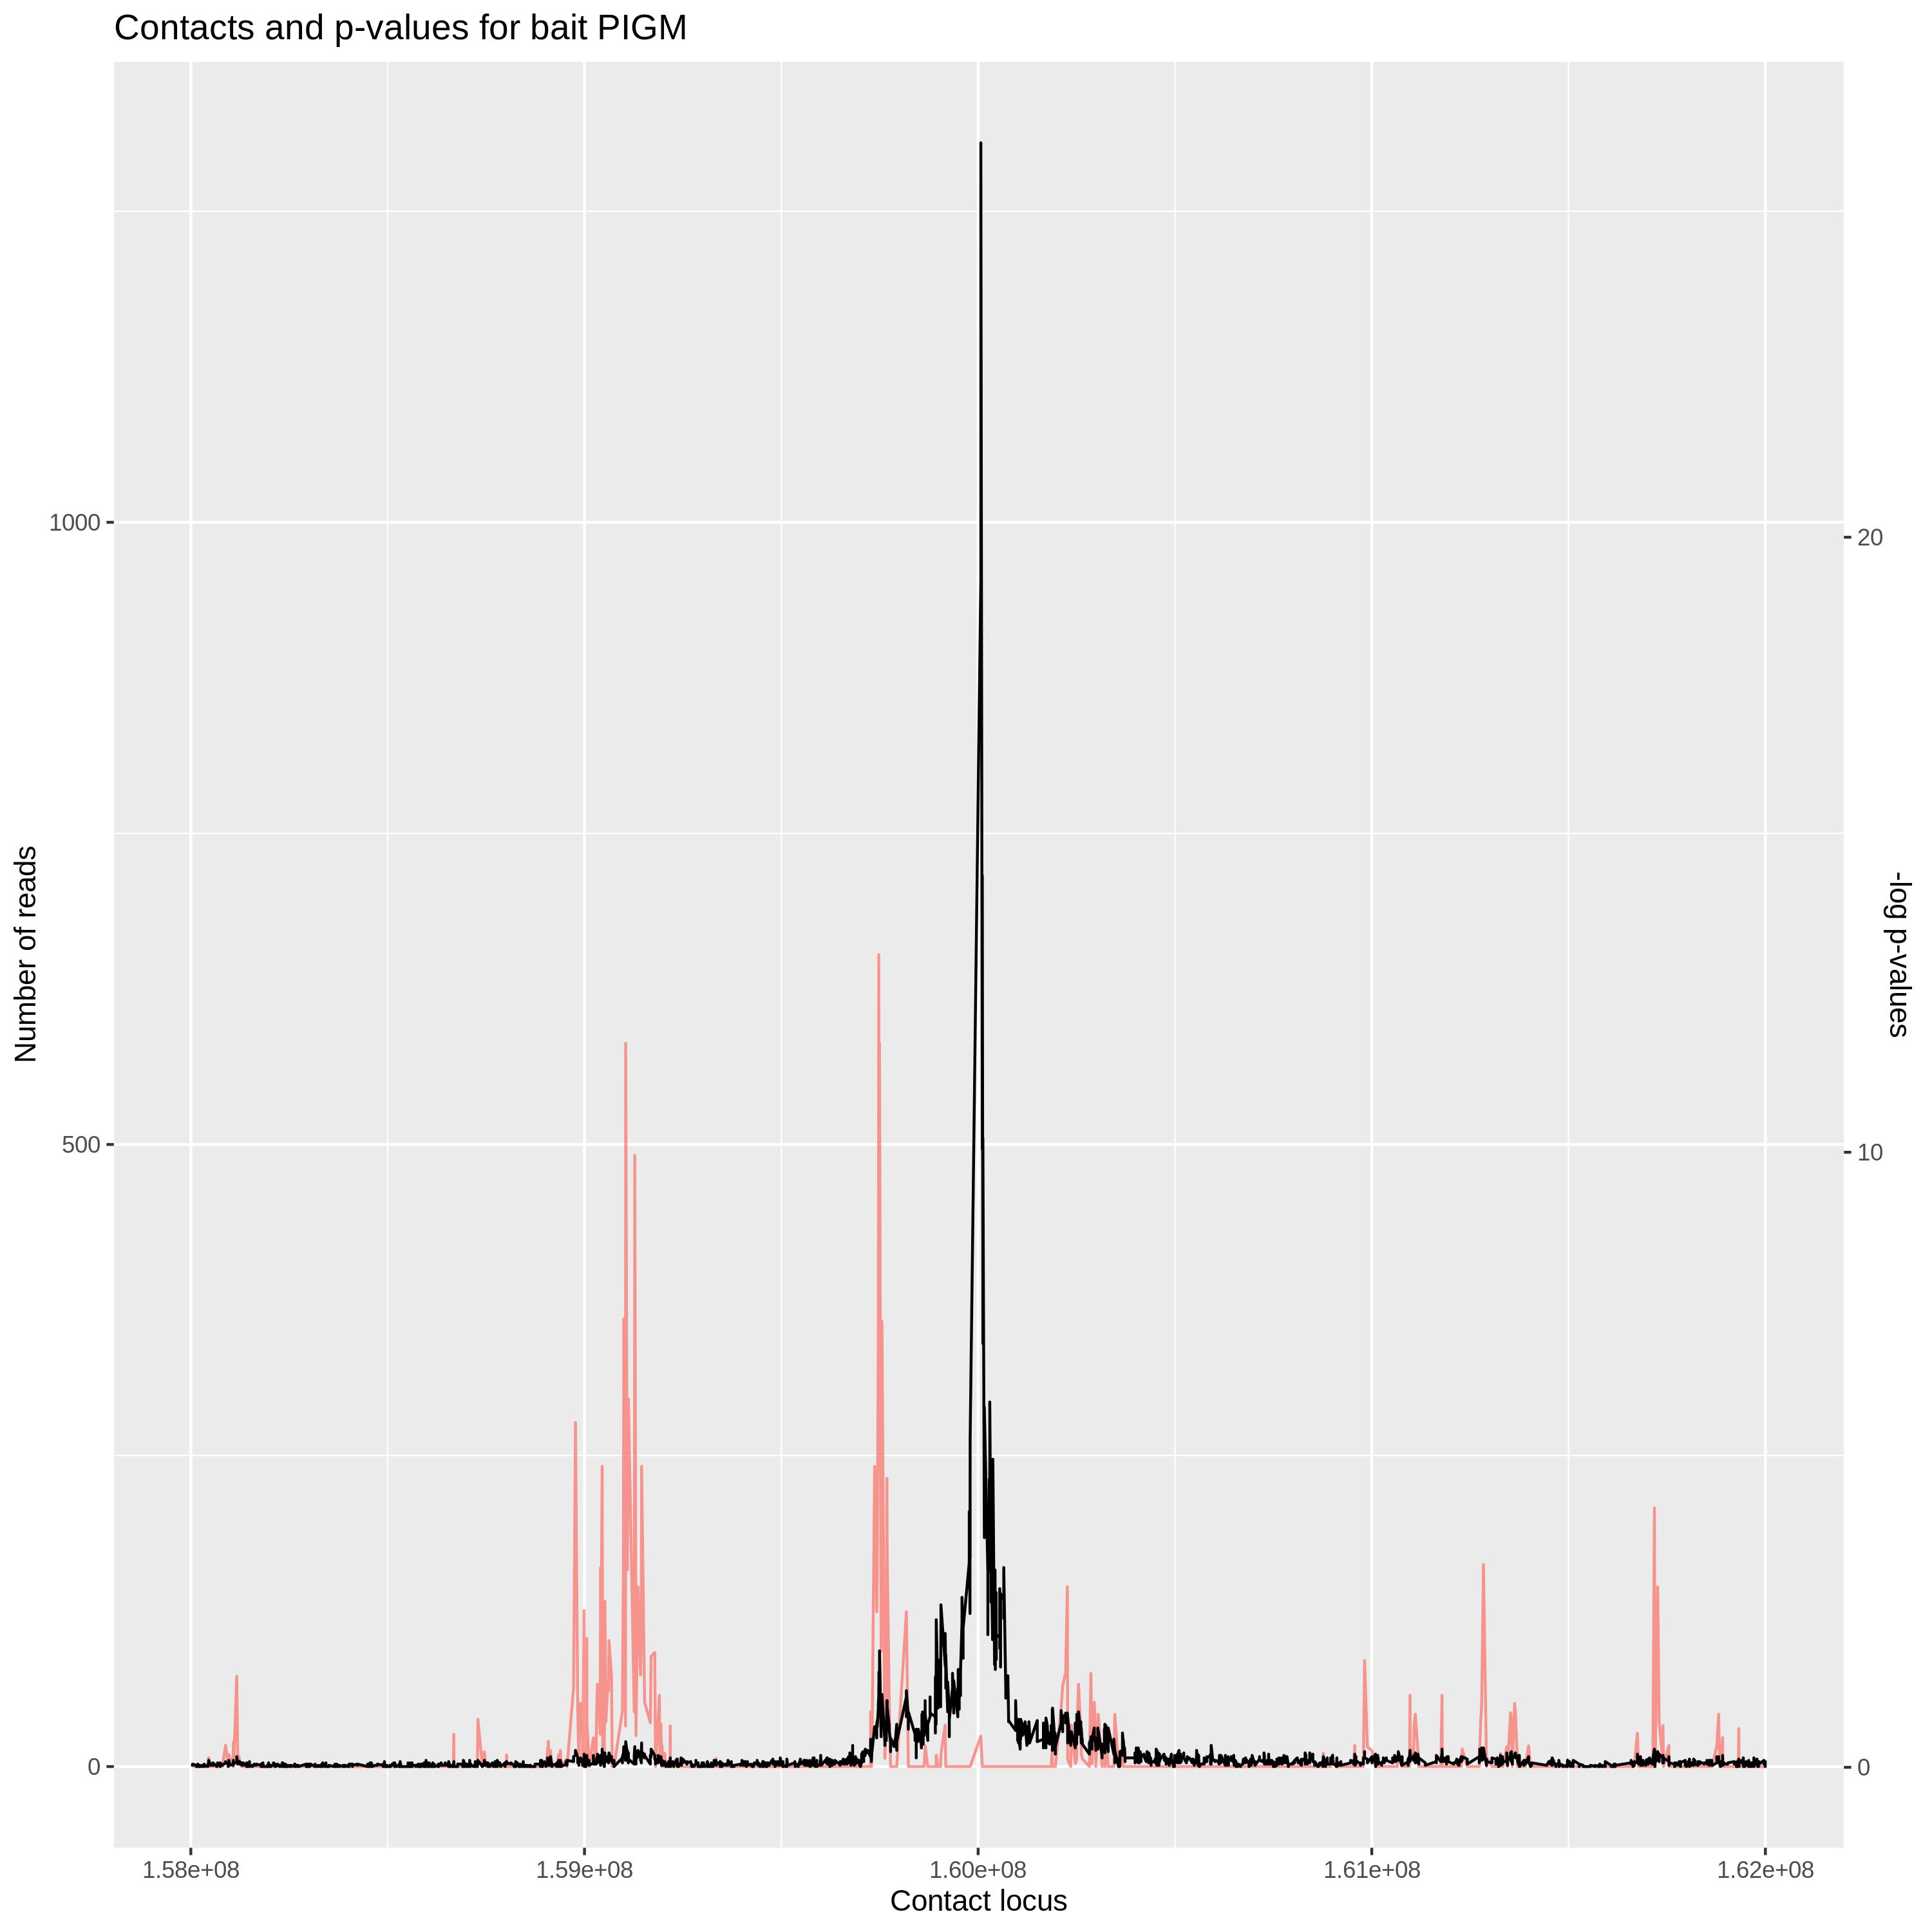 Contacts and p-values for bait PIGM
Number of reads
1000
500
0
20
10
0
-log p-values
1.58e+08
1.59e+08
1.60e+08
1.61e+08
1.62e+08
Contact locus